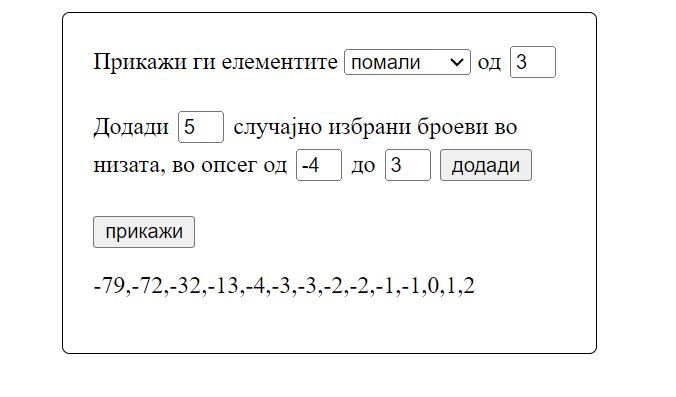 Прикажи ги елементите помали од 3
Додади 5 случајно избрани броеви во
низата, во опсег од -4 до 3 додади
прикажи
-79,-72,-32,-13,-4,-3,-3,-2,-2,-1,-1,0,1,2